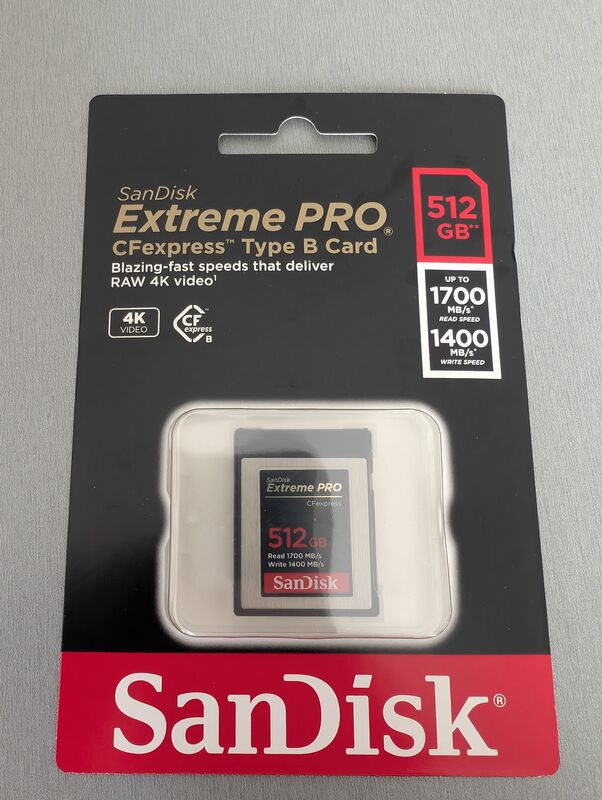 SanDisk
Extreme PRO®
CFexpress™ Type B Card
Blazing-fast speeds that deliver
RAW 4K video¹
4K
VIDEO
CF™
express
B
512
GB**
UP TO
1700
MB/s*
READ SPEED
1400
MB/s*
WRITE SPEED
SanDisk
Extreme PRO
CFexpress
512GB
Read 1700 MB/s
Write 1400 MB/s
SanDisk
SanDisk®